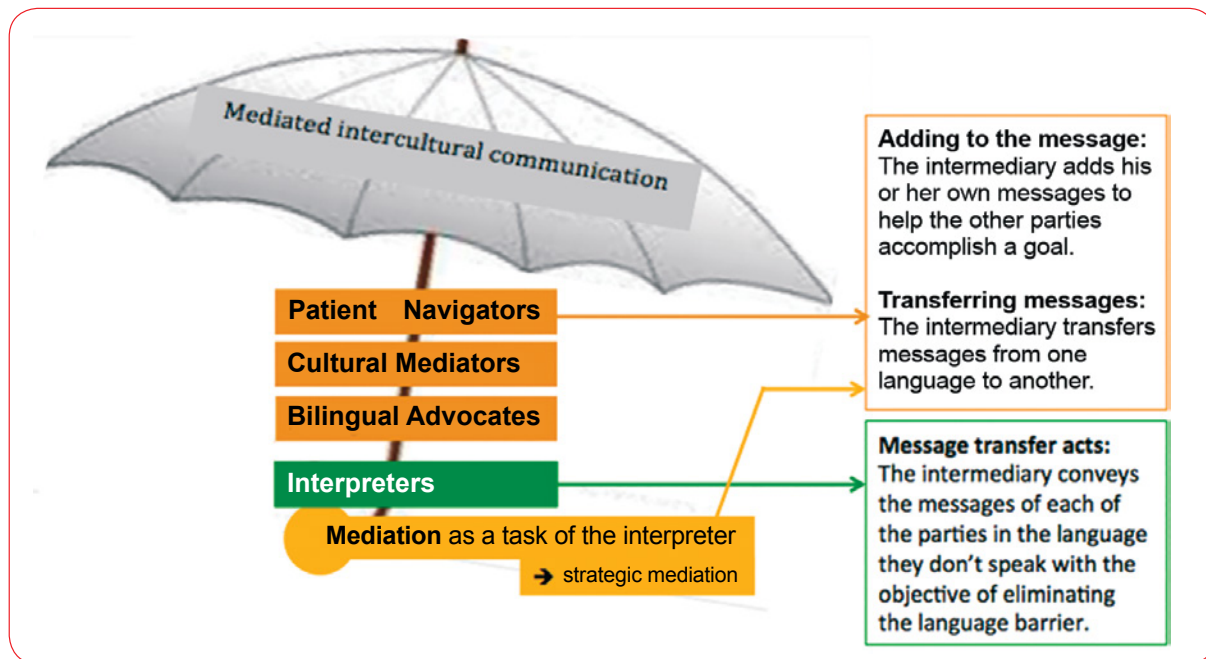 Mediated intercultural communication
Patient Navigators
Cultural Mediators
Bilingual Advocates
Interpreters
Mediation as a task of the interpreter
➔ strategic mediation
Adding to the message:
The intermediary adds his
or her own messages to
help the other parties
accomplish a goal.
Transferring messages:
The intermediary transfers
messages from one
language to another.
Message transfer acts:
The intermediary conveys
the messages of each of
the parties in the language
they don't speak with the
objective of eliminating
the language barrier.